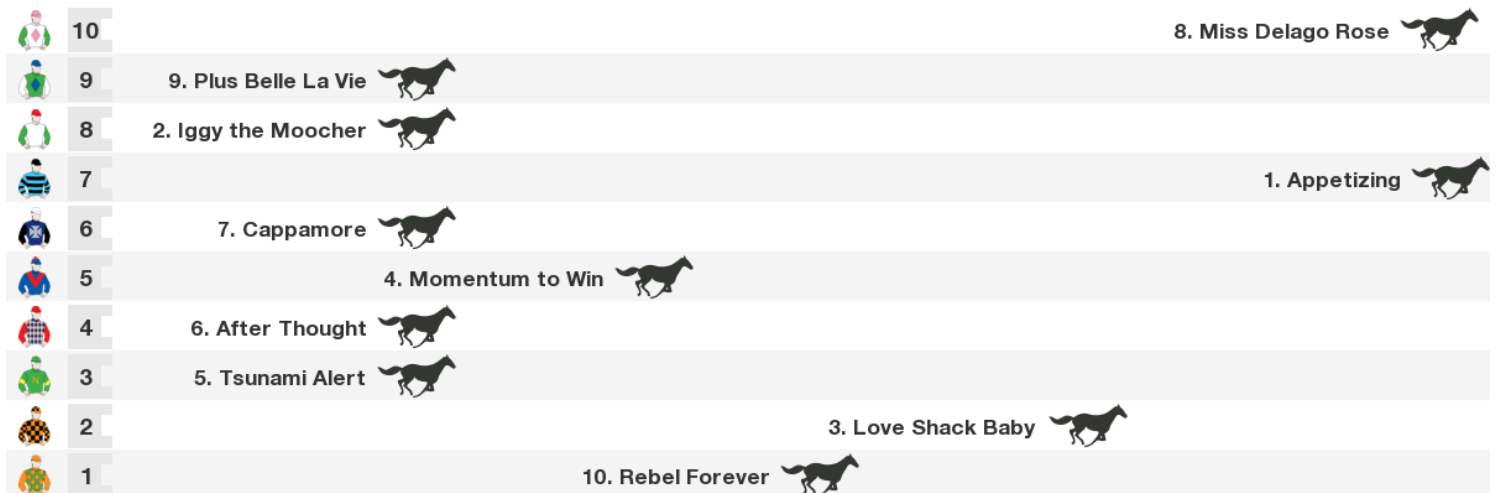 10 8. Miss Delago Rose
9 9. Plus Belle La Vie
8 2. Iggy the Moocher
7 1. Appetizing
6 7. Cappamore
5 4. Momentum to Win
4 6. After Thought
3 5. Tsunami Alert
N
2 3. Love Shack Baby
1 10. Rebel Forever